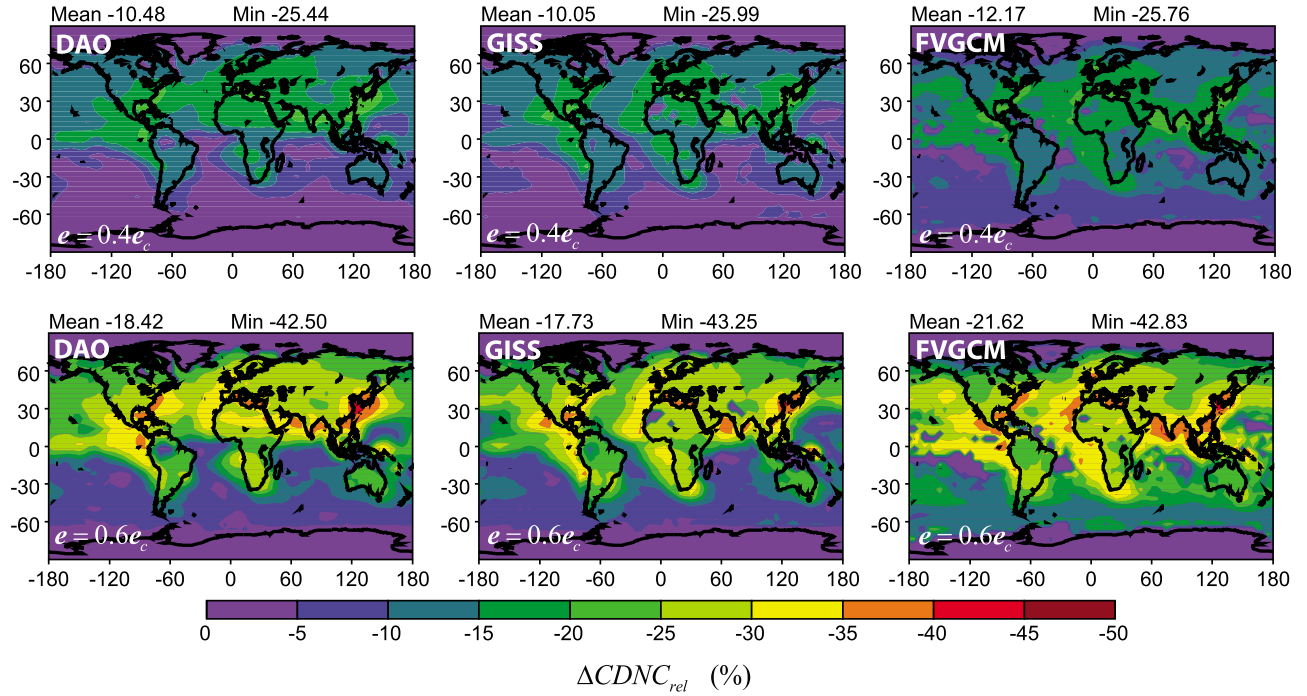 Mean -10.48 Min -25.44 Mean -10.05 Min -25.99 Mean -12.17 Min -25.76
DAO GISS FVGCM
60 60 60
30 30 30
0 0 0
-30 -30 -30
-60 -60 -60
e = 0.4e_c e = 0.4e_c e = 0.4e_c
-180 -120 -60 0 60 120 180 -180 -120 -60 0 60 120 180 -180 -120 -60 0 60 120 180
Mean -18.42 Min -42.50 Mean -17.73 Min -43.25 Mean -21.62 Min -42.83
DAO GISS FVGCM
60 60 60
30 30 30
0 0 0
-30 -30 -30
-60 -60 -60
e = 0.6e_c e = 0.6e_c e = 0.6e_c
-180 -120 -60 0 60 120 180 -180 -120 -60 0 60 120 180 -180 -120 -60 0 60 120 180
0 -5 -10 -15 -20 -25 -30 -35 -40 -45 -50
ΔCDNC_rel (%)